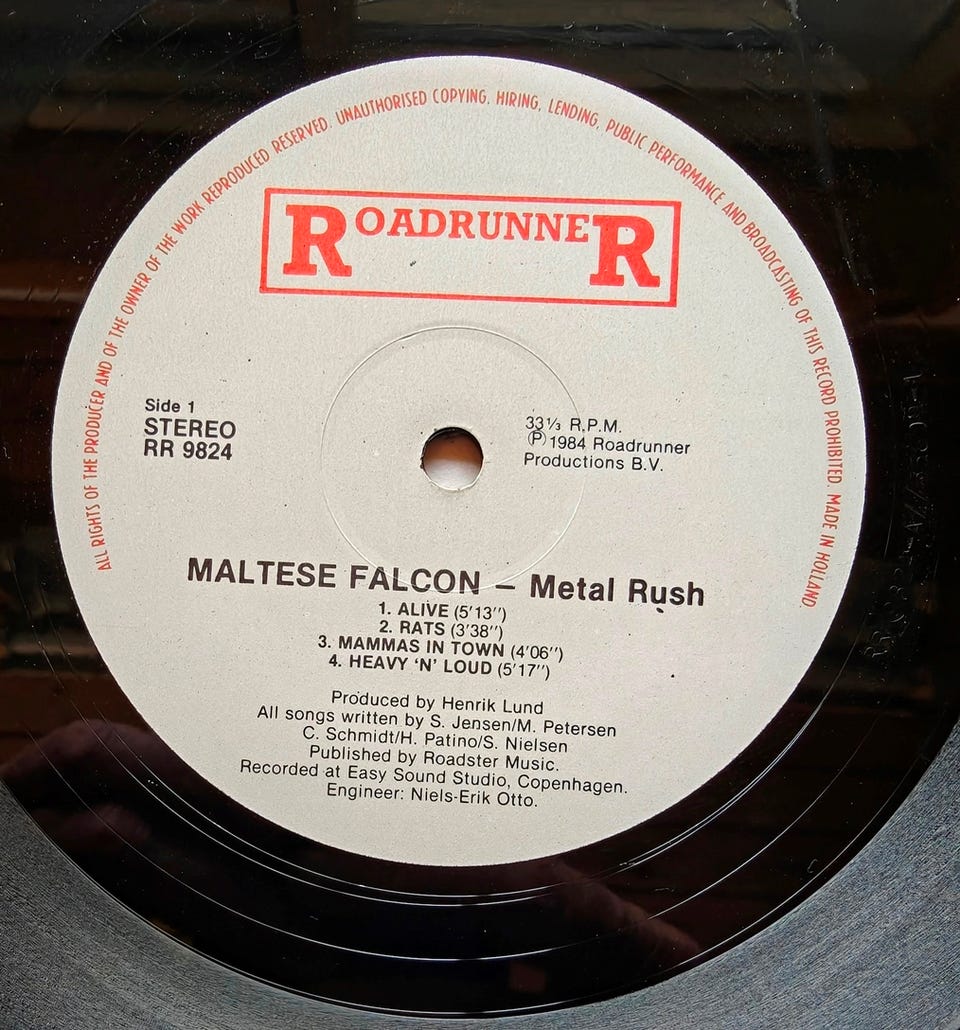 ALL RIGHTS OF THE PRODUCER AND OF THE OWNER OF THE WORK REPRODUCED RESERVED. UNAUTHORISED COPYING, HIRING, LENDING, PUBLIC PERFORMANCE AND BROADCASTING OF THIS RECORD PROHIBITED. MADE IN HOLLAND.
ROADRUNNER
Side 1
STEREO
RR 9824
33⅓ R.P.M.
Ⓟ 1984 Roadrunner
Productions B.V.
MALTESE FALCON – Metal Rush
1. ALIVE (5'13'')
2. RATS (3'38'')
3. MAMMAS IN TOWN (4'06'')
4. HEAVY 'N' LOUD (5'17'')
Produced by Henrik Lund
All songs written by S. Jensen/M. Petersen
C. Schmidt/H. Patino/S. Nielsen
Published by Roadster Music.
Recorded at Easy Sound Studio, Copenhagen.
Engineer: Niels-Erik Otto.